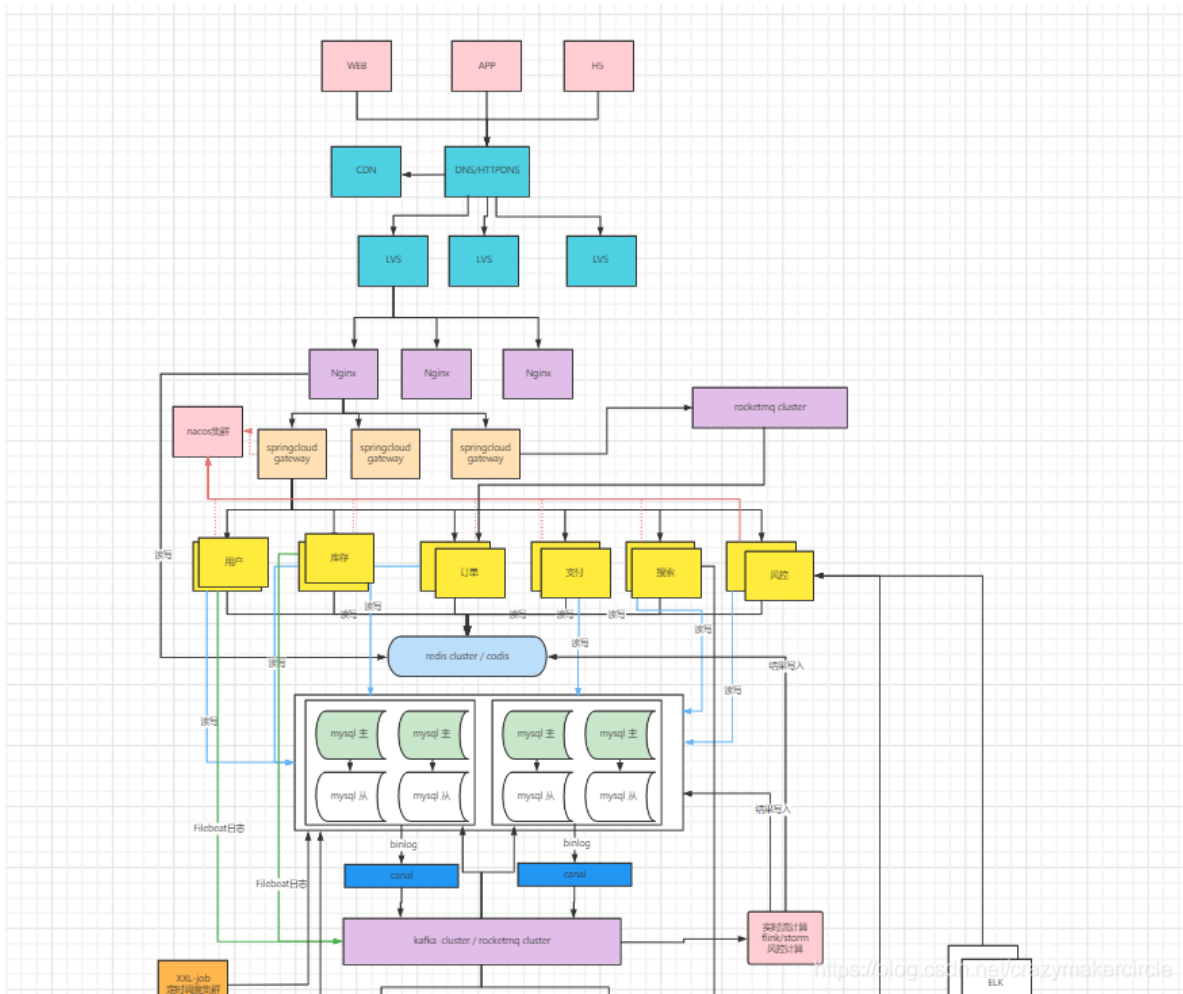 WEB
APP
H5
CDN
DNS/HTTPDNS
LVS
LVS
LVS
Nginx
Nginx
Nginx
rocketmq cluster
nacos集群
springcloud
gateway
springcloud
gateway
springcloud
gateway
读写
用户
库存
订单
支付
搜索
风控
读写
读写
读写
读写
读写
读写
读写
redis cluster / codis
读写
结果写入
读写
读写
mysql 主
mysql 主
mysql 主
mysql 主
mysql 从
mysql 从
mysql 从
mysql 从
结果写入
Filebeat日志
binlog
binlog
canal
canal
Filebeat日志
kafka cluster / rocketmq cluster
实时流计算
flink/storm
风控计算
XXL-job
定时调度集群
ELK
https://blog.csdn.net/crazymakercircle